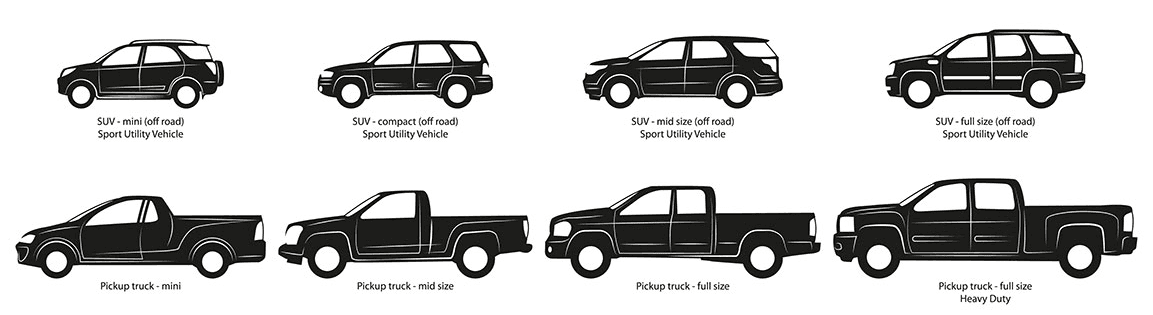 SUV - mini (off road)
Sport Utility Vehicle
SUV - compact (off road)
Sport Utility Vehicle
SUV - mid size (off road)
Sport Utility Vehicle
SUV - full size (off road)
Sport Utility Vehicle
Pickup truck - mini
Pickup truck - mid size
Pickup truck - full size
Pickup truck - full size
Heavy Duty